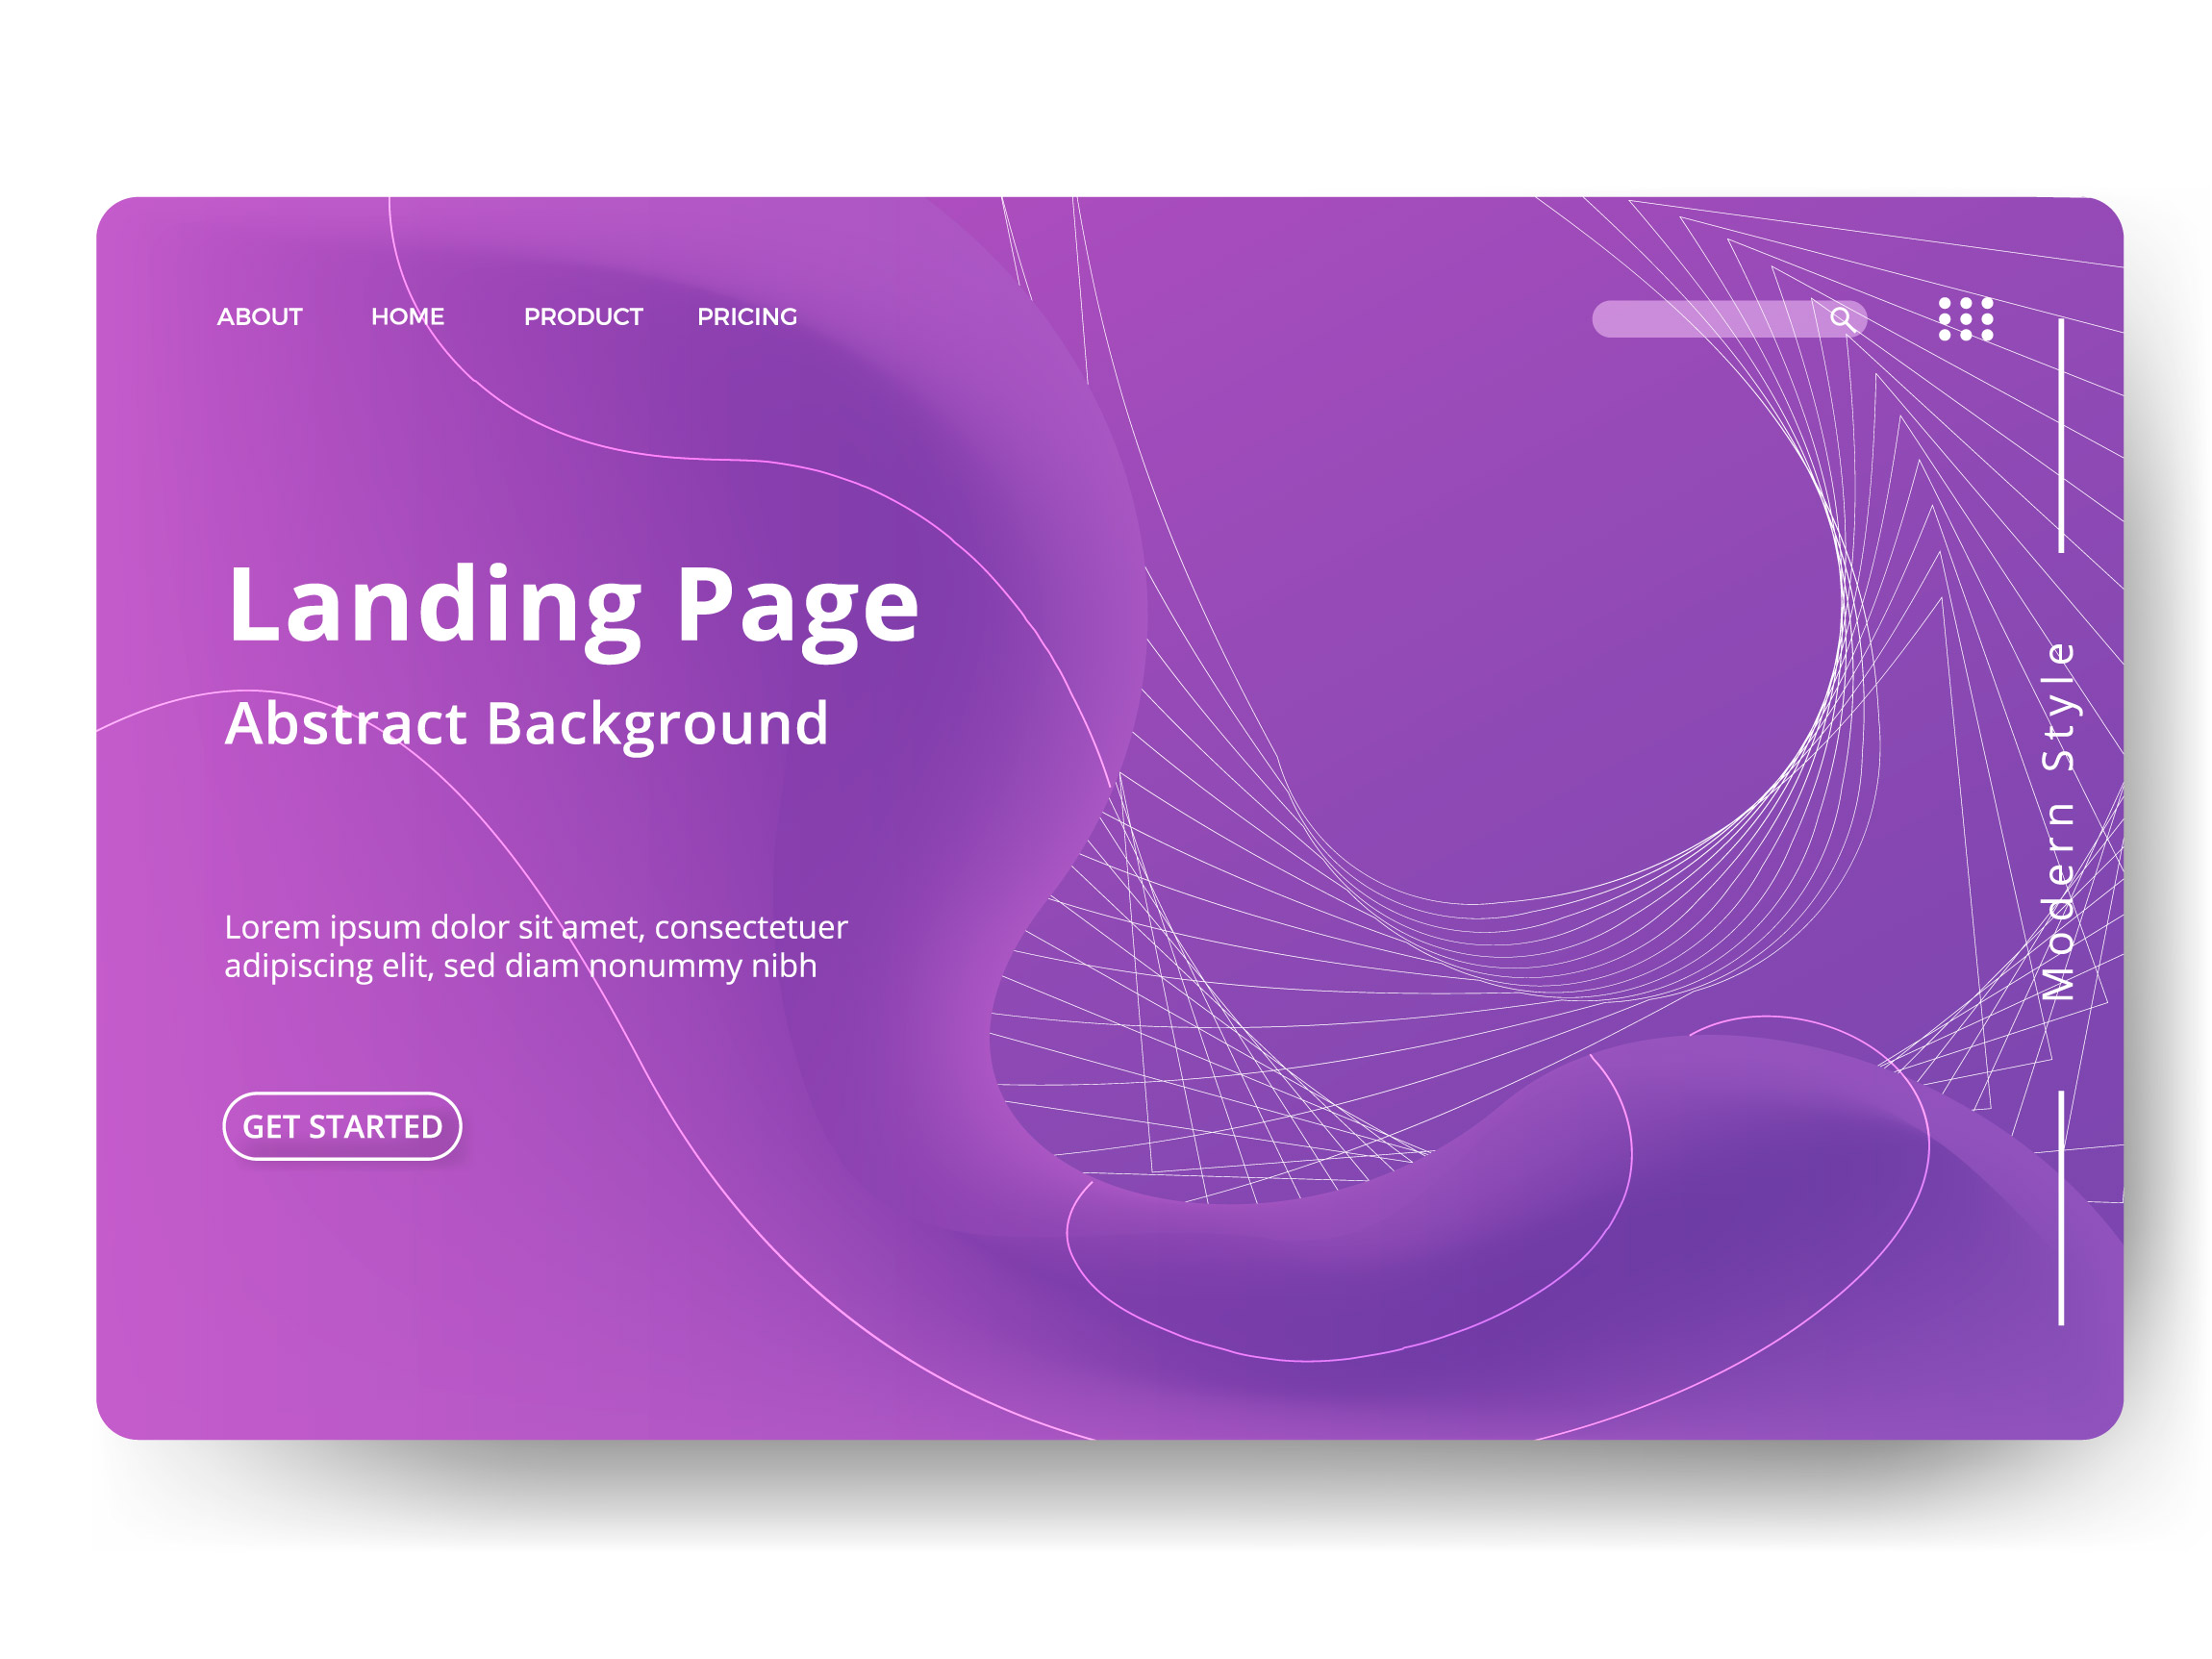 ABOUT HOME PRODUCT PRICING
Landing Page
Abstract Background
Lorem ipsum dolor sit amet, consectetuer
adipiscing elit, sed diam nonummy nibh
GET STARTED
Modern Style